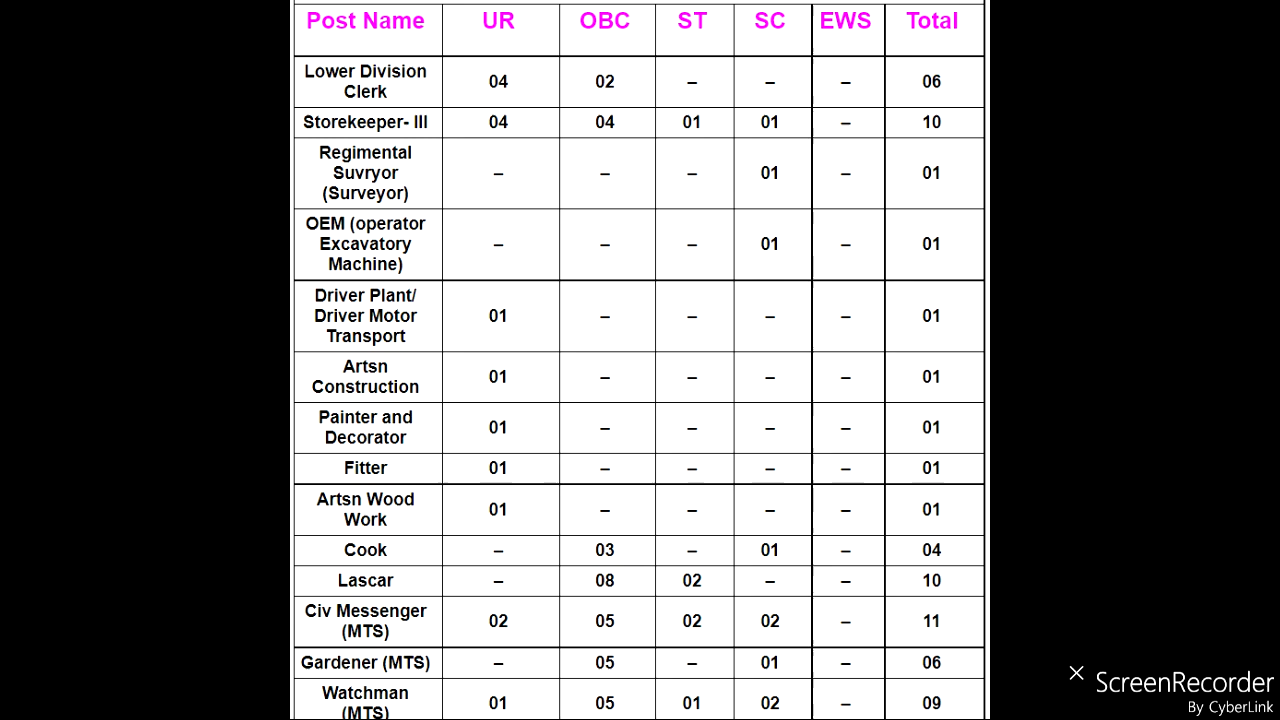 Post Name UR OBC ST SC EWS Total
Lower Division
Clerk 04 02 – – – 06
Storekeeper- III 04 04 01 01 – 10
Regimental
Suvryor
(Surveyor) – – – 01 – 01
OEM (operator
Excavatory
Machine) – – – 01 – 01
Driver Plant/
Driver Motor
Transport 01 – – – – 01
Artsn
Construction 01 – – – – 01
Painter and
Decorator 01 – – – – 01
Fitter 01 – – – – 01
Artsn Wood
Work 01 – – – – 01
Cook – 03 – 01 – 04
Lascar – 08 02 – – 10
Civ Messenger
(MTS) 02 05 02 02 – 11
Gardener (MTS) – 05 – 01 – 06
Watchman
(MTS) 01 05 01 02 – 09
ScreenRecorder
By CyberLink